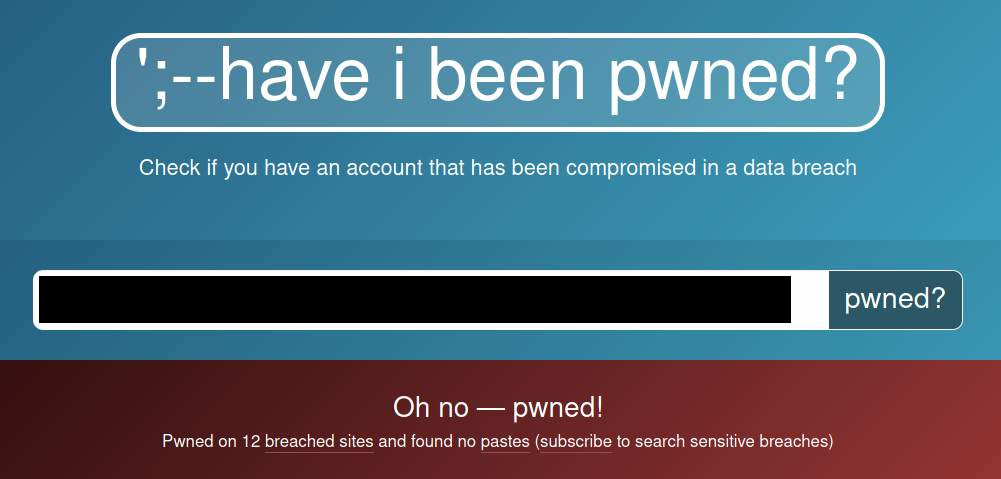 ';--have i been pwned?
Check if you have an account that has been compromised in a data breach
pwned?
Oh no — pwned!
Pwned on 12 breached sites and found no pastes (subscribe to search sensitive breaches)